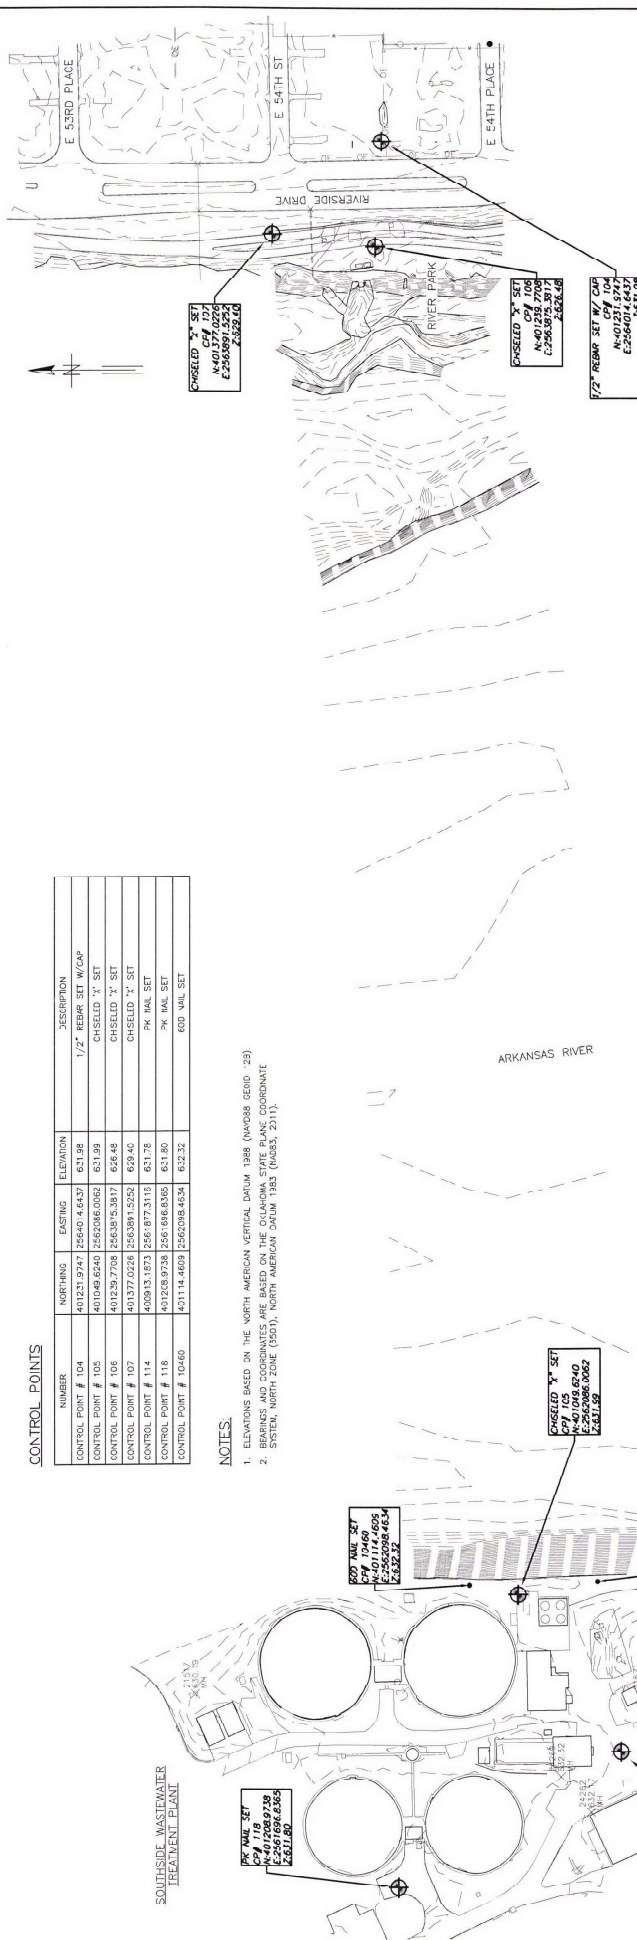 CONTROL POINTS
NUMBER NORTHING EASTING ELEVATION DESCRIPTION
CONTROL POINT # 104 401231.9747 2564014.6437 631.98 1/2" REBAR SET W/CAP
CONTROL POINT # 105 401049.6240 2562086.0062 631.99 CHISELED 'X' SET
CONTROL POINT # 106 401239.7708 2563875.3817 626.48 CHISELED 'X' SET
CONTROL POINT # 107 401377.0226 2563891.5252 629.40 CHISELED 'X' SET
CONTROL POINT # 114 400913.1873 2561877.3115 631.78 PK NAIL SET
CONTROL POINT # 118 401208.9738 2561696.8365 631.80 PK NAIL SET
CONTROL POINT # 10460 401114.4609 2562098.4634 632.32 60D NAIL SET
NOTES:
1. ELEVATIONS BASED ON THE NORTH AMERICAN VERTICAL DATUM 1988 (NAVD88 GEOID
2. BEARINGS AND COORDINATES ARE BASED ON THE OKLAHOMA STATE PLANE COORDINATE
SYSTEM, NORTH ZONE (3501), NORTH AMERICAN DATUM 1983 (NAD83, 2011).
SOUTHSIDE WASTEWATER
TREATMENT PLANT
PK NAIL SET
CP# 118
N:401208.9738
E:2561696.8365
Z:631.80
60D NAIL SET
CP# 10460
N:401114.4609
E:2562098.4634
Z:632.32
CHISELED "X" SET
CP# 105
N:401049.6240
E:2562086.0062
Z:631.99
ARKANSAS RIVER
CHISELED "X" SET
CP# 107
N:401377.0226
E:2563891.5252
Z:629.40
CHISELED "X" SET
CP# 106
N:401239.7708
E:2563875.3817
Z:626.48
1/2" REBAR SET W/ CAP
CP# 104
N:401231.9747
E:2564014.6437
Z:631.98
RIVER PARK
RIVERSIDE DRIVE
E 53RD PLACE
E 54TH ST
E 54TH PLACE